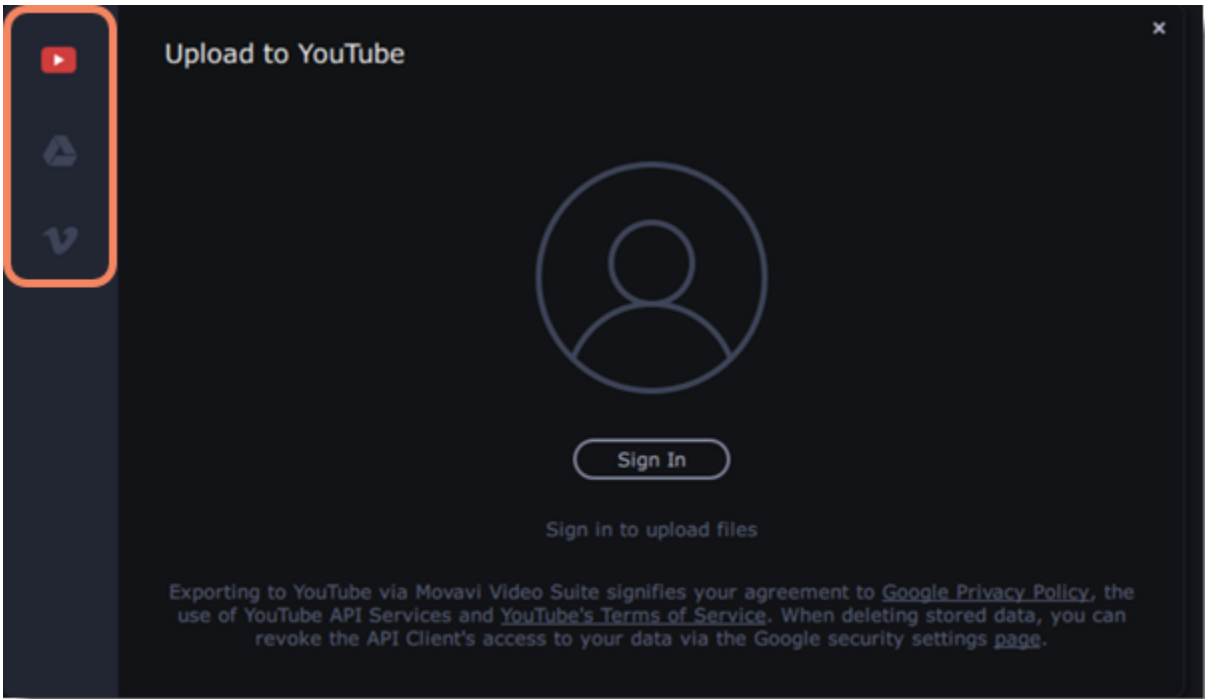 Upload to YouTube
Sign In
Sign in to upload files
Exporting to YouTube via Movavi Video Suite signifies your agreement to Google Privacy Policy, the
use of YouTube API Services and YouTube's Terms of Service. When deleting stored data, you can
revoke the API Client's access to your data via the Google security settings page.